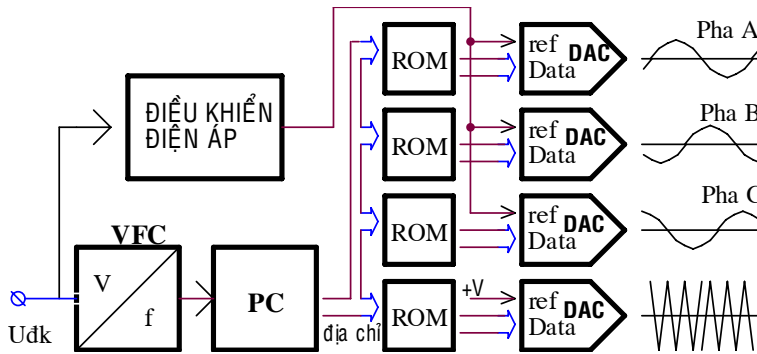 ROM
ref
Data
DAC
Pha A
ĐIỀU KHIỂN
ĐIỆN ÁP
ROM
ref
Data
DAC
Pha B
ROM
ref
Data
DAC
Pha C
VFC
V
f
PC
Uđk
địa chỉ
ROM
+V
ref
Data
DAC